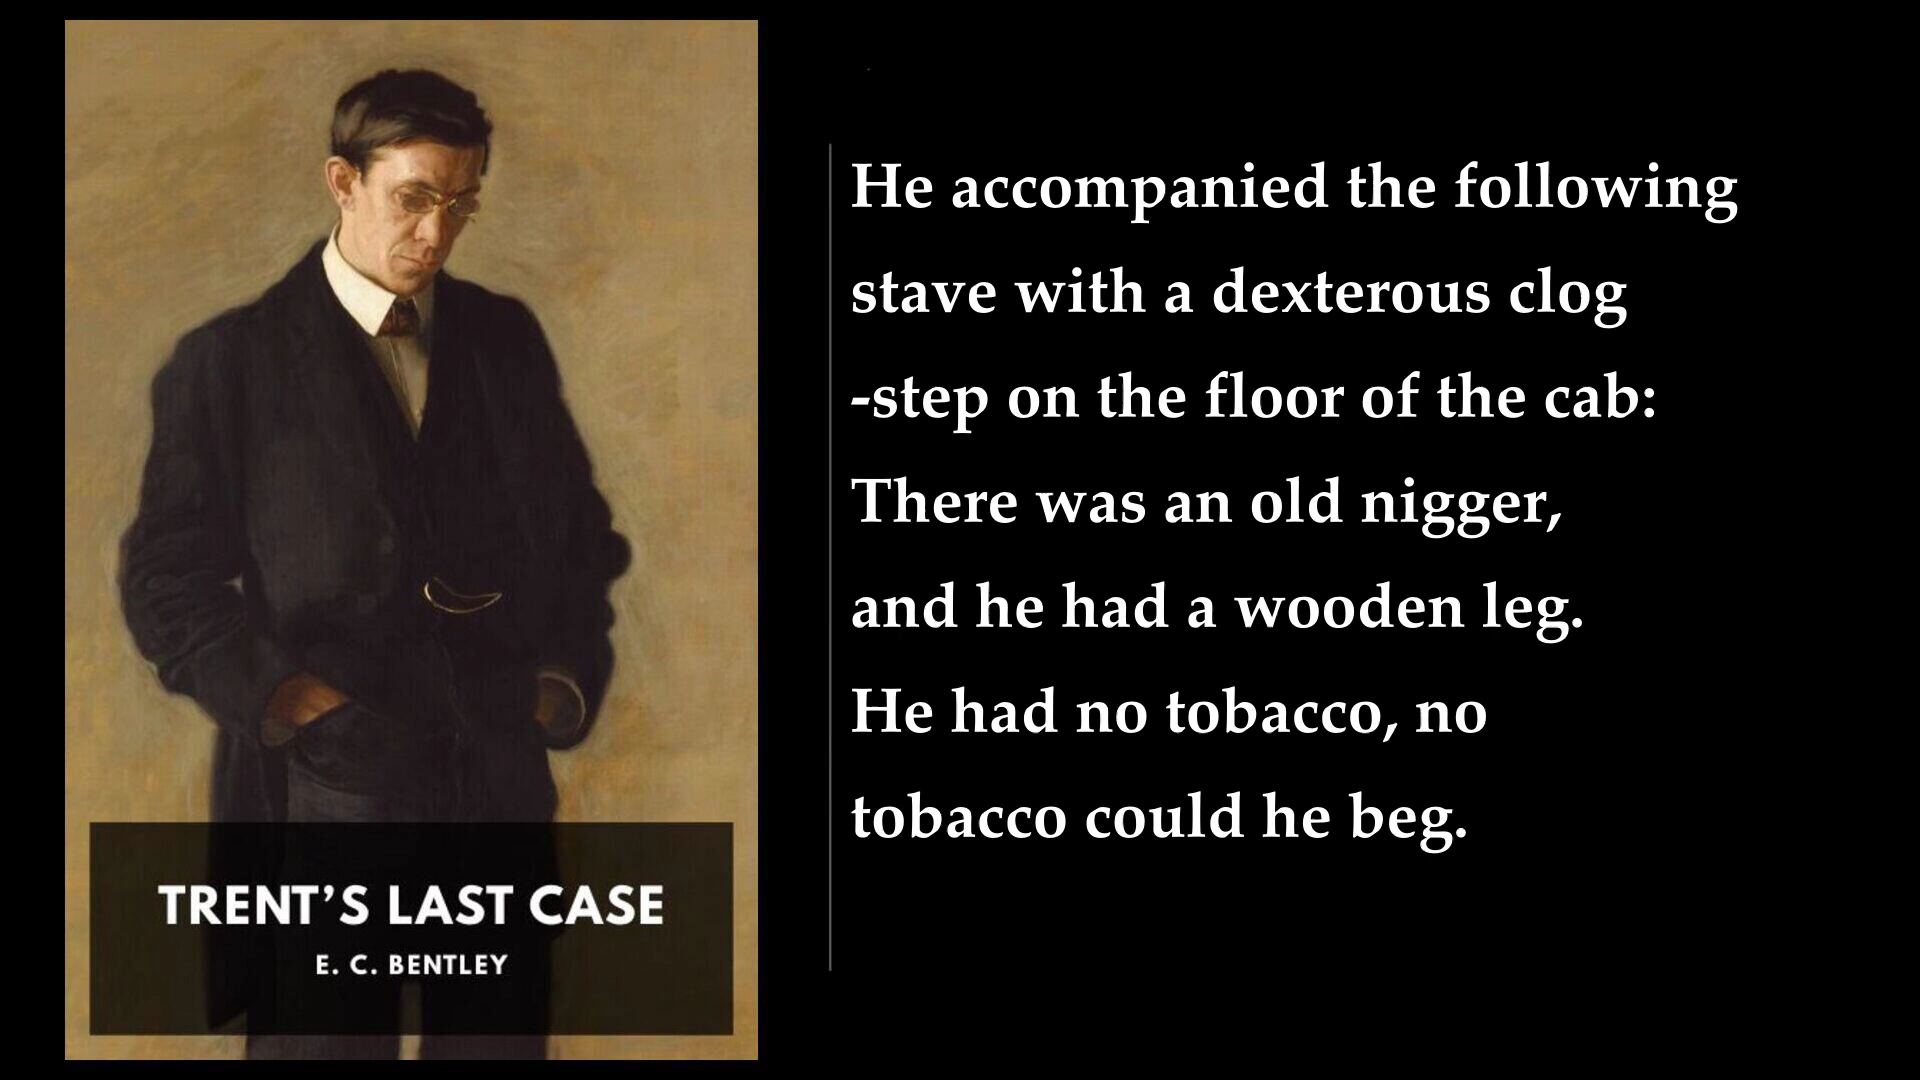 He accompanied the following
stave with a dexterous clog
-step on the floor of the cab:
There was an old nigger,
and he had a wooden leg.
He had no tobacco, no
tobacco could he beg.
TRENT’S LAST CASE
E. C. BENTLEY